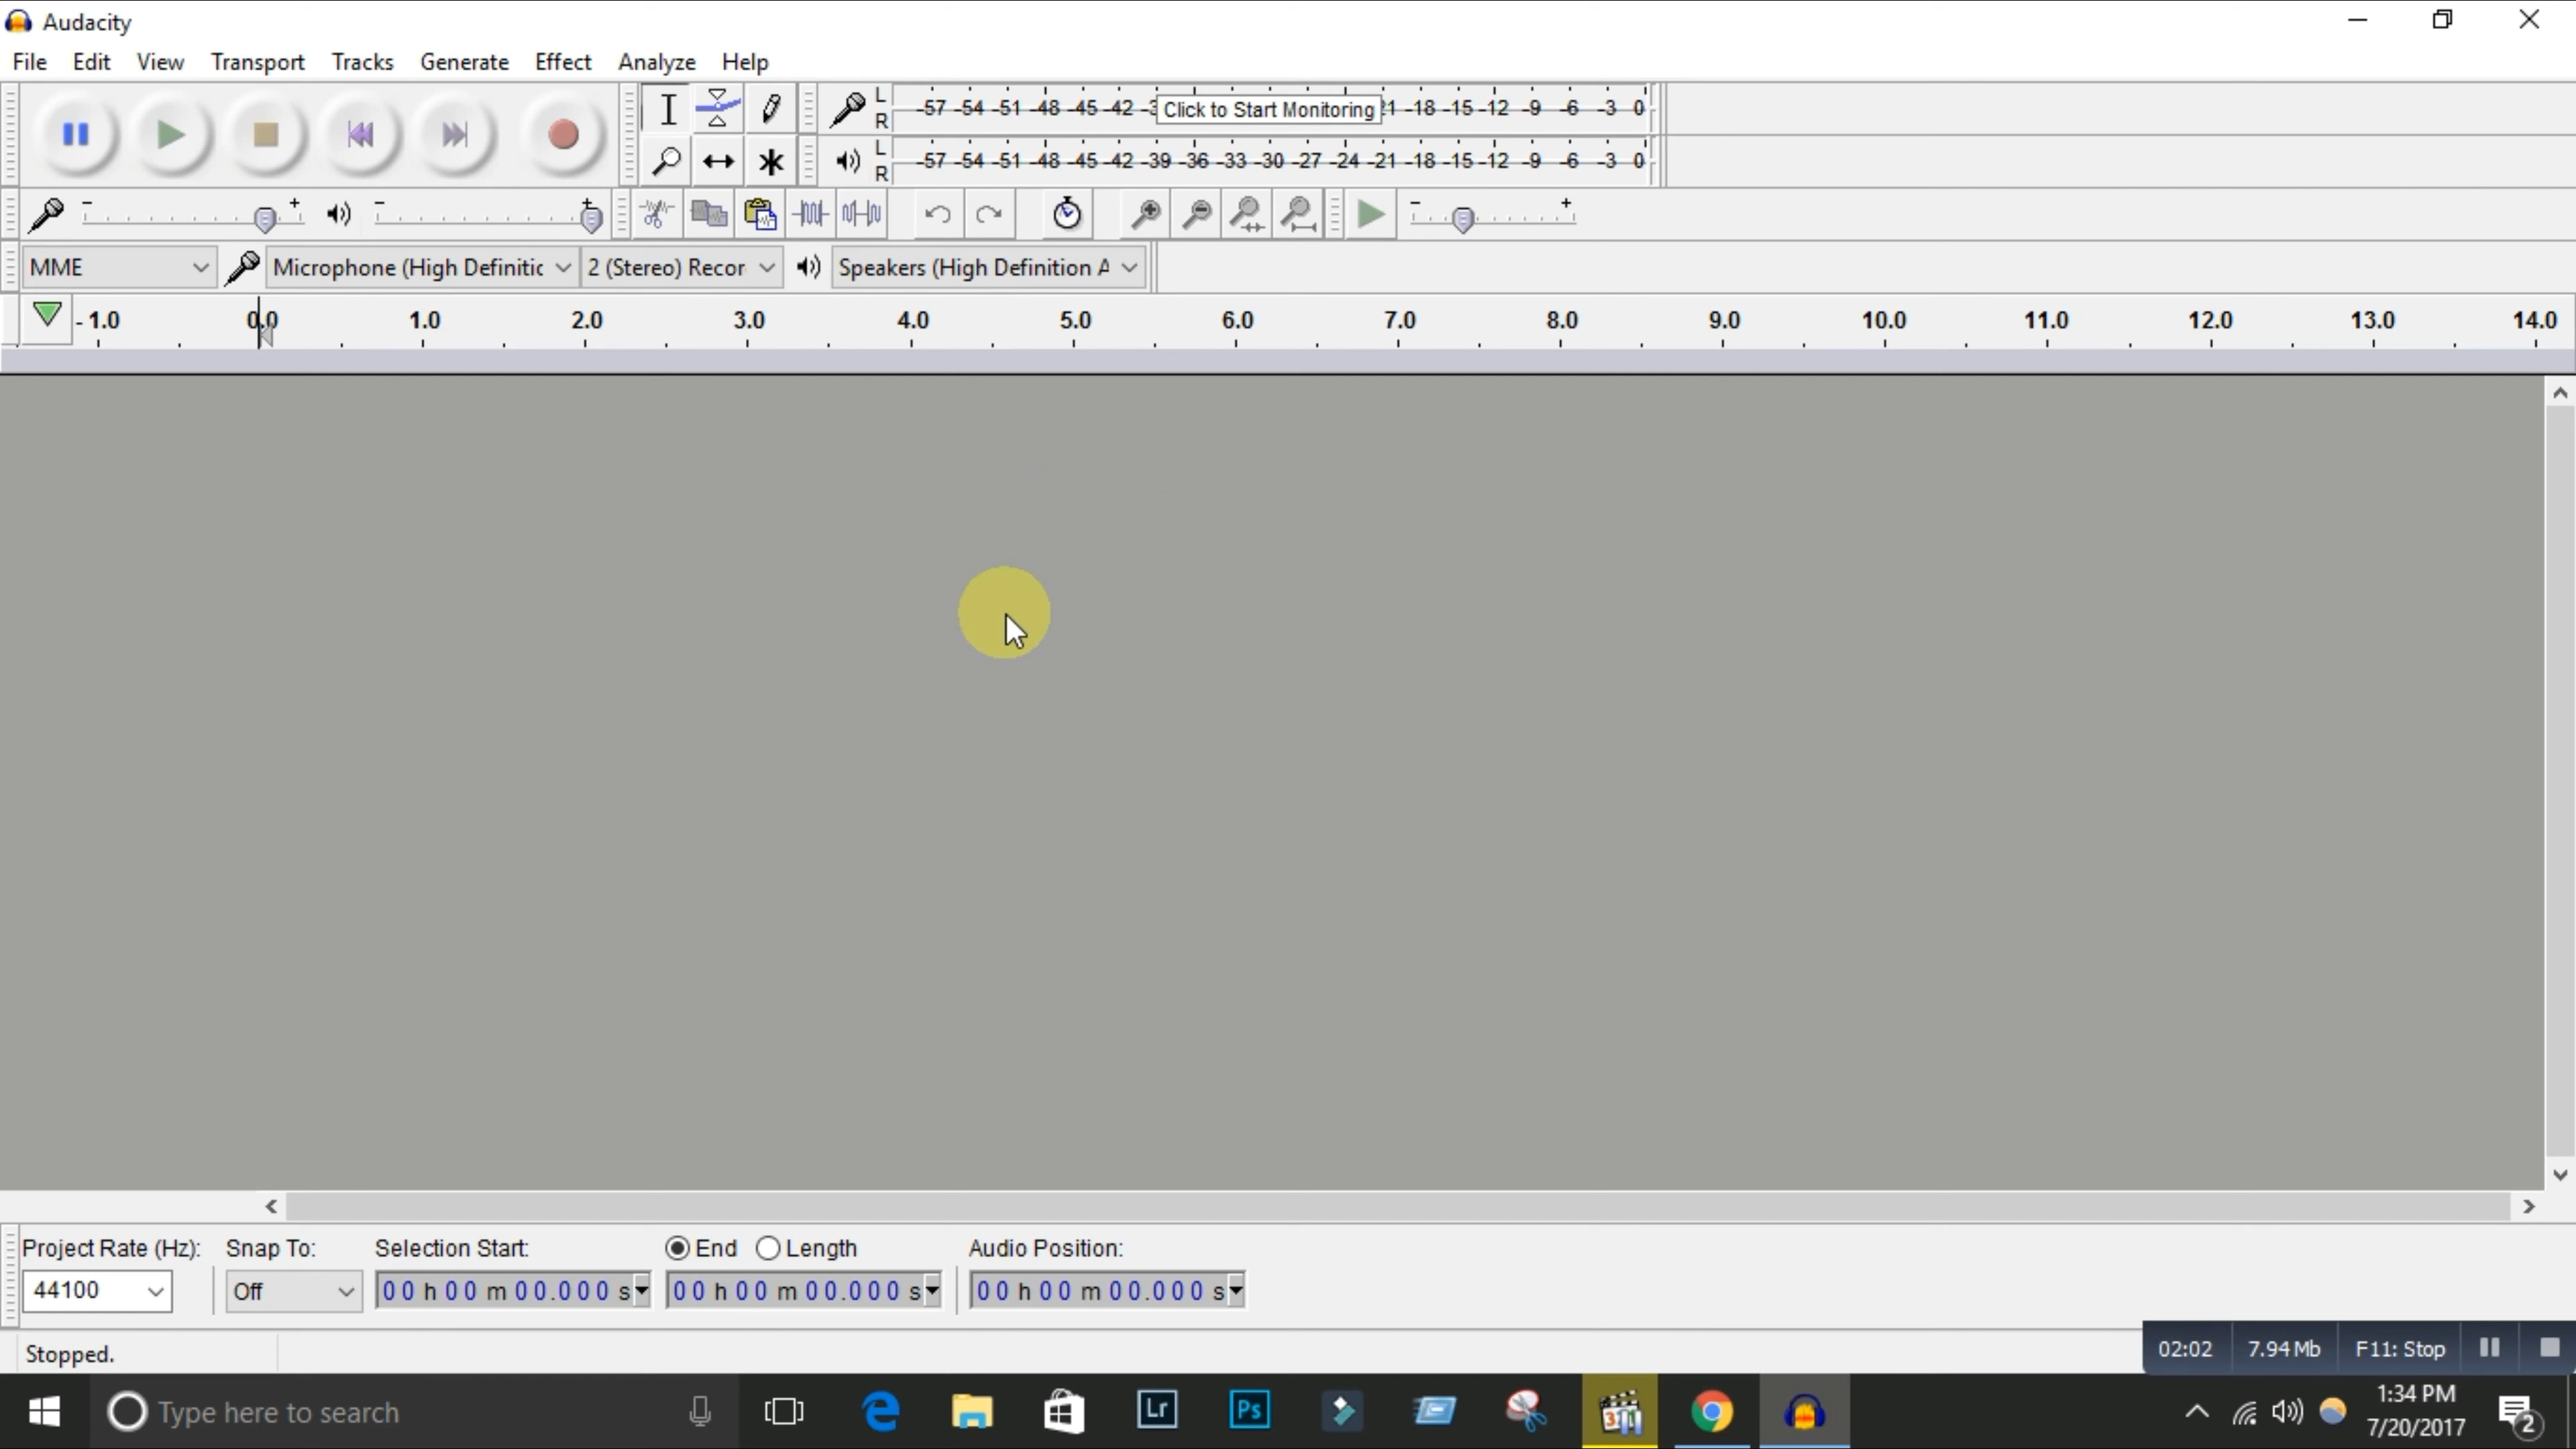 Audacity
File Edit View Transport Tracks Generate Effect Analyze Help
L -57 -54 -51 -48 -45 -42 -3 Click to Start Monitoring 21 -18 -15 -12 -9 -6 -3 0
R
L -57 -54 -51 -48 -45 -42 -39 -36 -33 -30 -27 -24 -21 -18 -15 -12 -9 -6 -3 0
R
- + - + - +
MME Microphone (High Definitic 2 (Stereo) Recor Speakers (High Definition A
- 1.0 0.0 1.0 2.0 3.0 4.0 5.0 6.0 7.0 8.0 9.0 10.0 11.0 12.0 13.0 14.0
Project Rate (Hz): Snap To: Selection Start: End Length Audio Position:
44100 Off 00 h 00 m 00.000 s 00 h 00 m 00.000 s 00 h 00 m 00.000 s
Stopped.
02:02 7.94 Mb F11: Stop
Type here to search Lr Ps 1:34 PM
7/20/2017 2